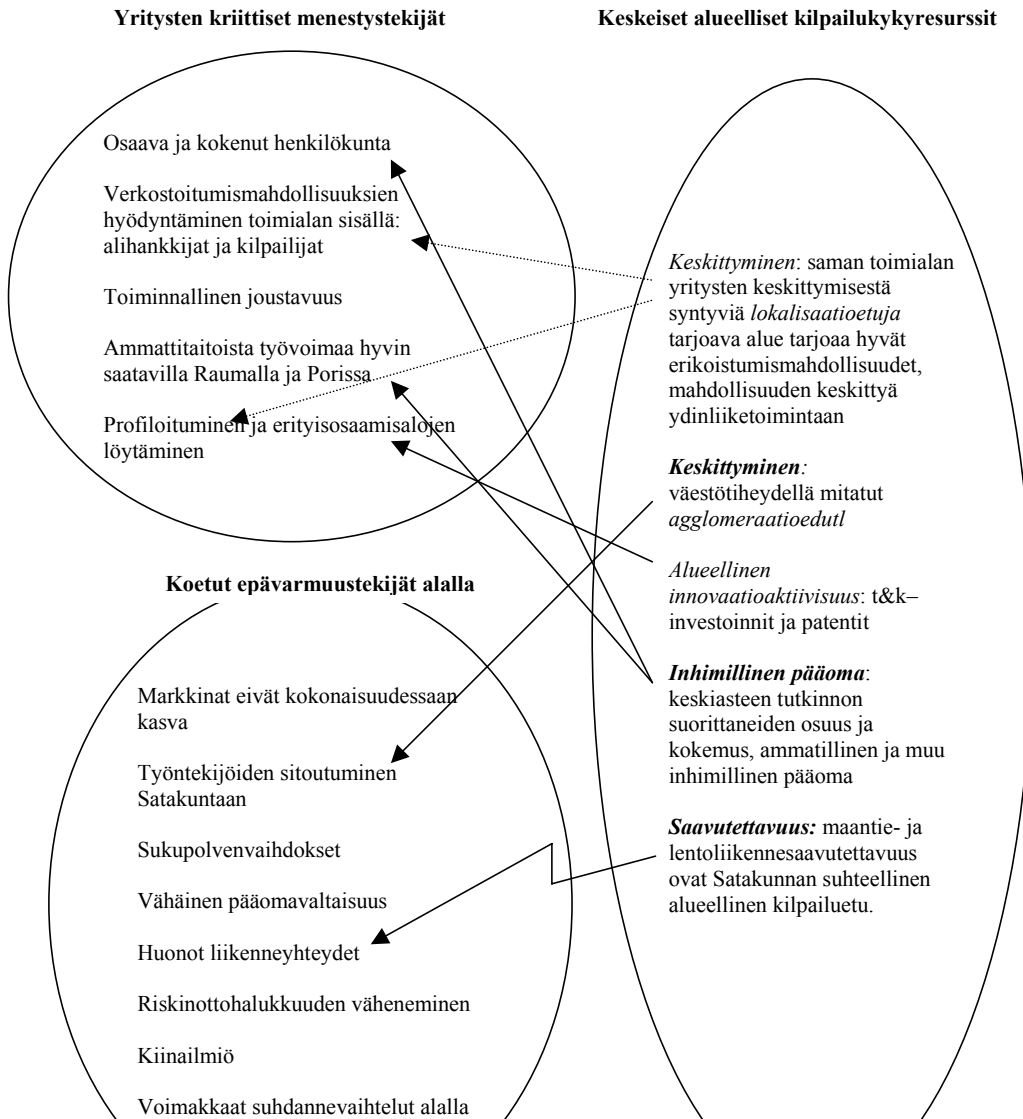 Yritysten kriittiset menestystekijät
Osaava ja kokenut henkilökunta
Verkostoitumismahdollisuuksien
hyödyntäminen toimialan sisällä:
alihankkijat ja kilpailijat
Toiminnallinen joustavuus
Ammattitaitoista työvoimaa hyvin
saatavilla Raumalla ja Porissa
Profiloituminen ja erityisosaamisalojen
löytäminen
Koetut epävarmuustekijät alalla
Markkinat eivät kokonaisuudessaan
kasva
Työntekijöiden sitoutuminen
Satakuntaan
Sukupolvenvaihdokset
Vähäinen pääomavaltaisuus
Huonot liikenneyhteydet
Riskinottohalukkuuden väheneminen
Kiinailmiö
Voimakkaat suhdannevaihtelut alalla
Keskeiset alueelliset kilpailukykyresurssit
Keskittyminen: saman toimialan
yritysten keskittymisestä
syntyviä lokalisaatioetuja
tarjoava alue tarjoaa hyvät
erikoistumismahdollisuudet,
mahdollisuuden keskittyä
ydinliiketoimintaan
Keskittyminen:
väestötiheydellä mitatut
agglomeraatioedutl
Alueellinen
innovaatioaktiivisuus: t&k–
investoinnit ja patentit
Inhimillinen pääoma:
keskiasteen tutkinnon
suorittaneiden osuus ja
kokemus, ammatillinen ja muu
inhimillinen pääoma
Saavutettavuus: maantie- ja
lentoliikennesaavutettavuus
ovat Satakunnan suhteellinen
alueellinen kilpailuetu.